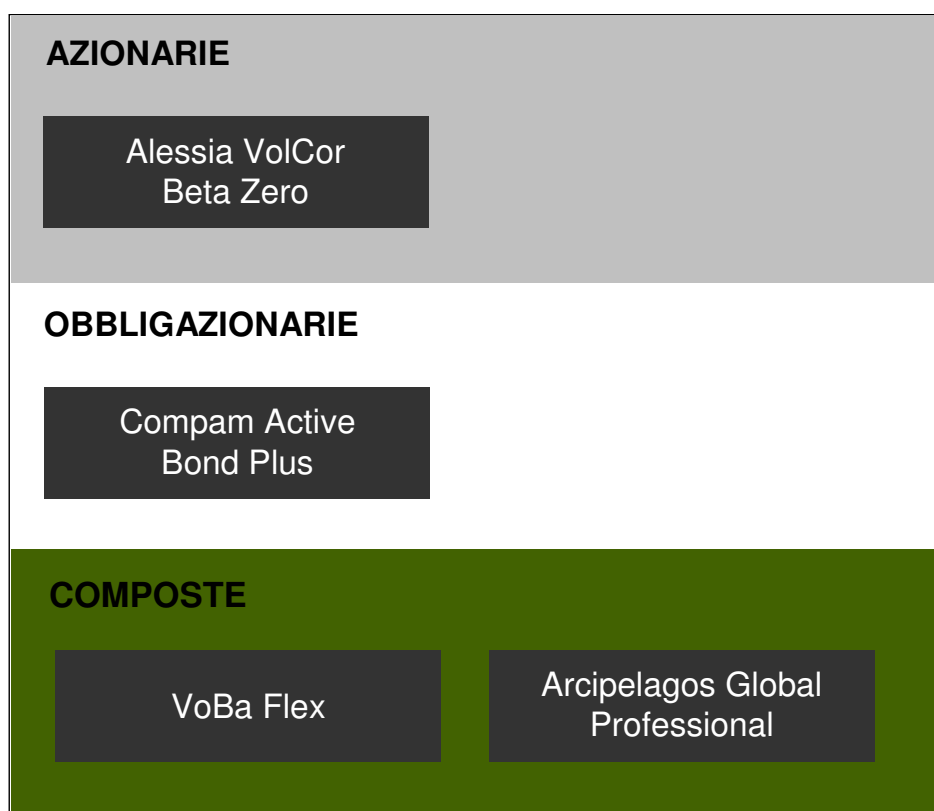 AZIONARIE
Alessia VolCor
Beta Zero
OBBLIGAZIONARIE
Compam Active
Bond Plus
COMPOSTE
VoBa Flex
Arcipelagos Global
Professional